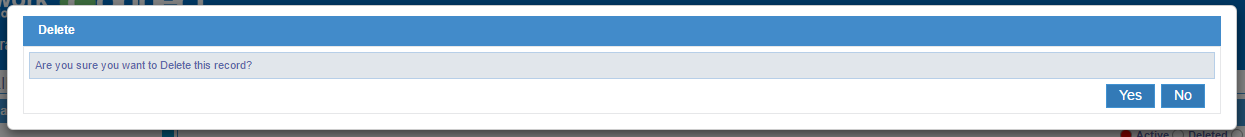 Delete
Are you sure you want to Delete this record?
Yes
No
Active
Deleted